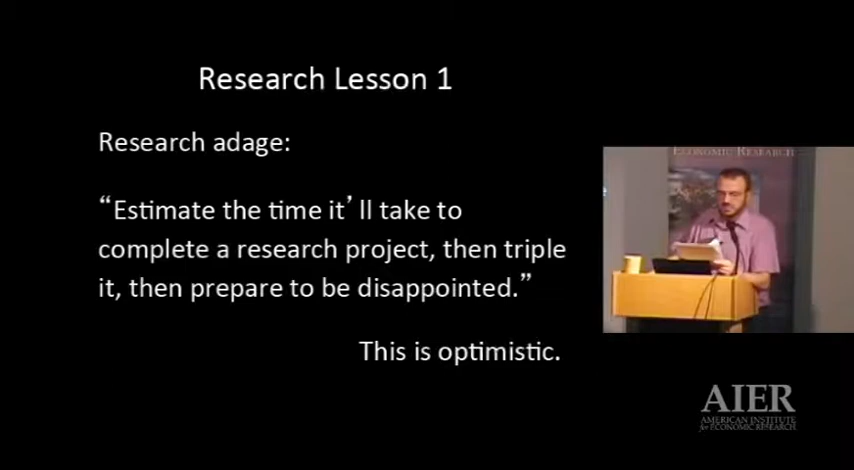 Research Lesson 1
Research adage:
“Estimate the time it’ ll take to
complete a research project, then triple
it, then prepare to be disappointed.”
This is optimistic.
ECONOMIC RESEARCH
AIER
AMERICAN INSTITUTE
for ECONOMIC RESEARCH